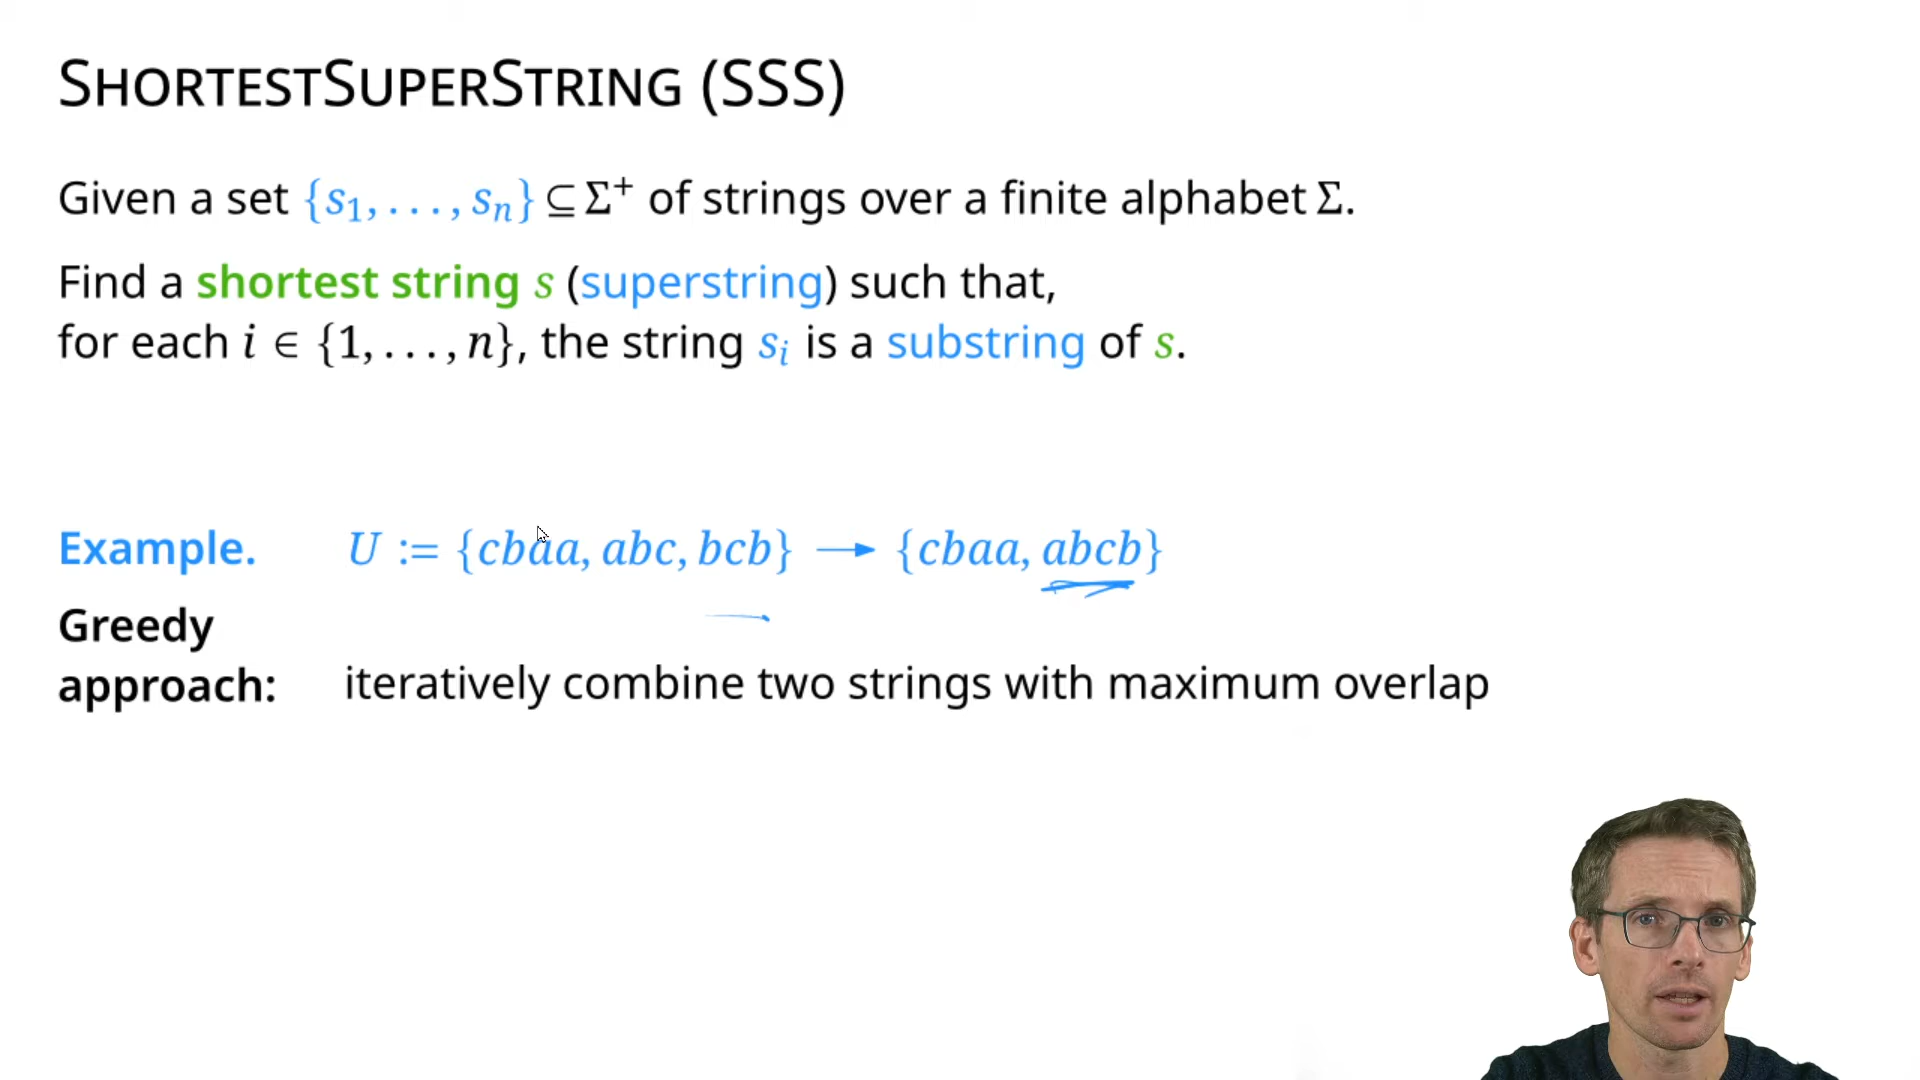 SHORTESTSUPERSTRING (SSS)
Given a set {s₁, . . . , sₙ} ⊆ Σ⁺ of strings over a finite alphabet Σ.
Find a shortest string s (superstring) such that,
for each i ∈ {1, . . . , n}, the string sᵢ is a substring of s.
Example. U := {cbaa, abc, bcb} ⟶ {cbaa, abcb}
Greedy
approach: iteratively combine two strings with maximum overlap